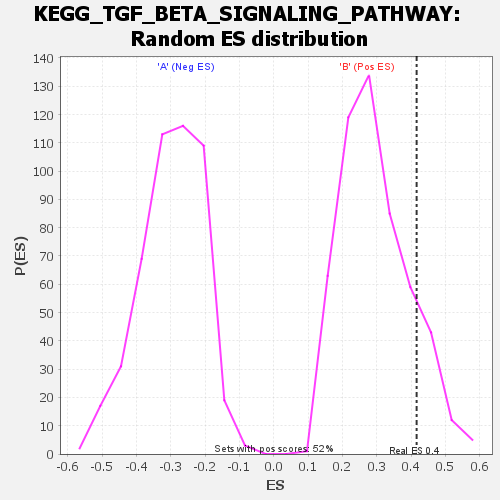 KEGG_TGF_BETA_SIGNALING_PATHWAY:
Random ES distribution
'A' (Neg ES)
'B' (Pos ES)
140
130
120
110
100
90
80
70
60
50
40
30
20
10
0
P(ES)
Sets with pos scores: 52%
Real ES 0.4
-0.6 -0.5 -0.4 -0.3 -0.2 -0.1 0.0 0.1 0.2 0.3 0.4 0.5 0.6
ES